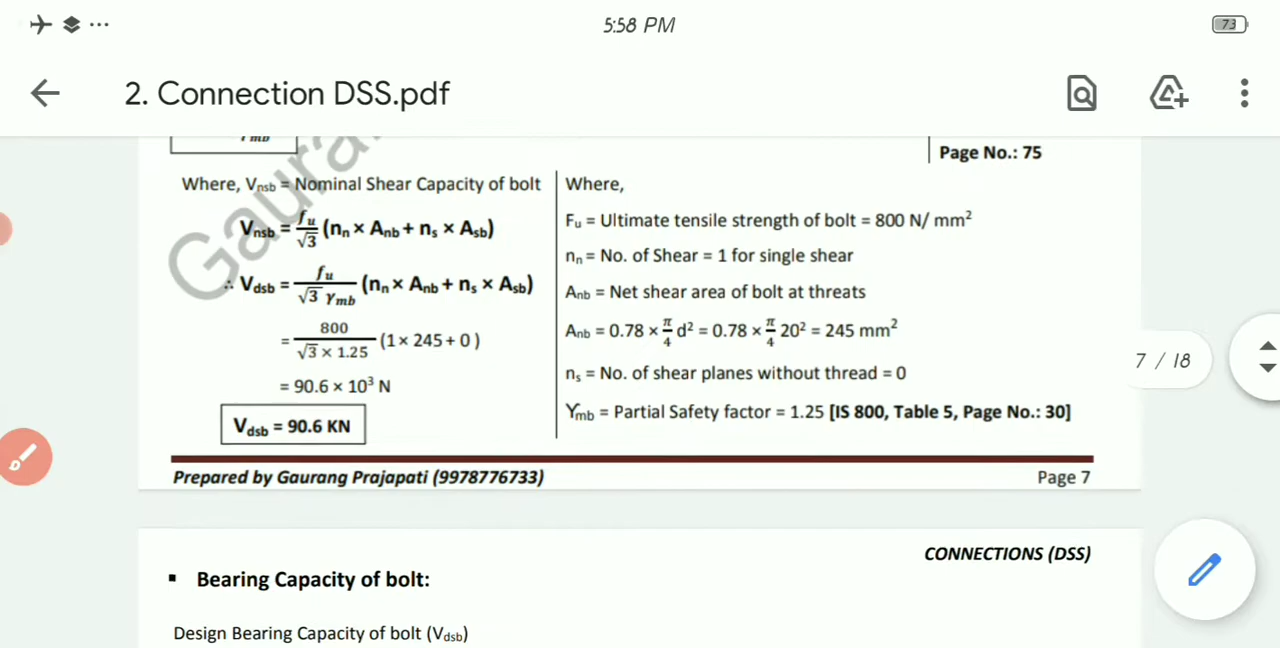 5:58 PM
73
2. Connection DSS.pdf
Page No.: 75
Where, Vnsb = Nominal Shear Capacity of bolt
Vnsb = fu/√3 (nn x Anb + ns x Asb)
∴ Vdsb = fu/√3 γmb (nn x Anb + ns x Asb)
= 800/√3 × 1.25 (1× 245 + 0 )
= 90.6 × 10³ N
Vdsb = 90.6 KN
Where,
Fu = Ultimate tensile strength of bolt = 800 N/ mm²
nn = No. of Shear = 1 for single shear
Anb = Net shear area of bolt at threats
Anb = 0.78 × π/4 d² = 0.78 × π/4 20² = 245 mm²
ns = No. of shear planes without thread = 0
Υmb = Partial Safety factor = 1.25 [IS 800, Table 5, Page No.: 30]
7 / 18
Prepared by Gaurang Prajapati (9978776733)
Page 7
CONNECTIONS (DSS)
▪ Bearing Capacity of bolt:
Design Bearing Capacity of bolt (Vdsb)